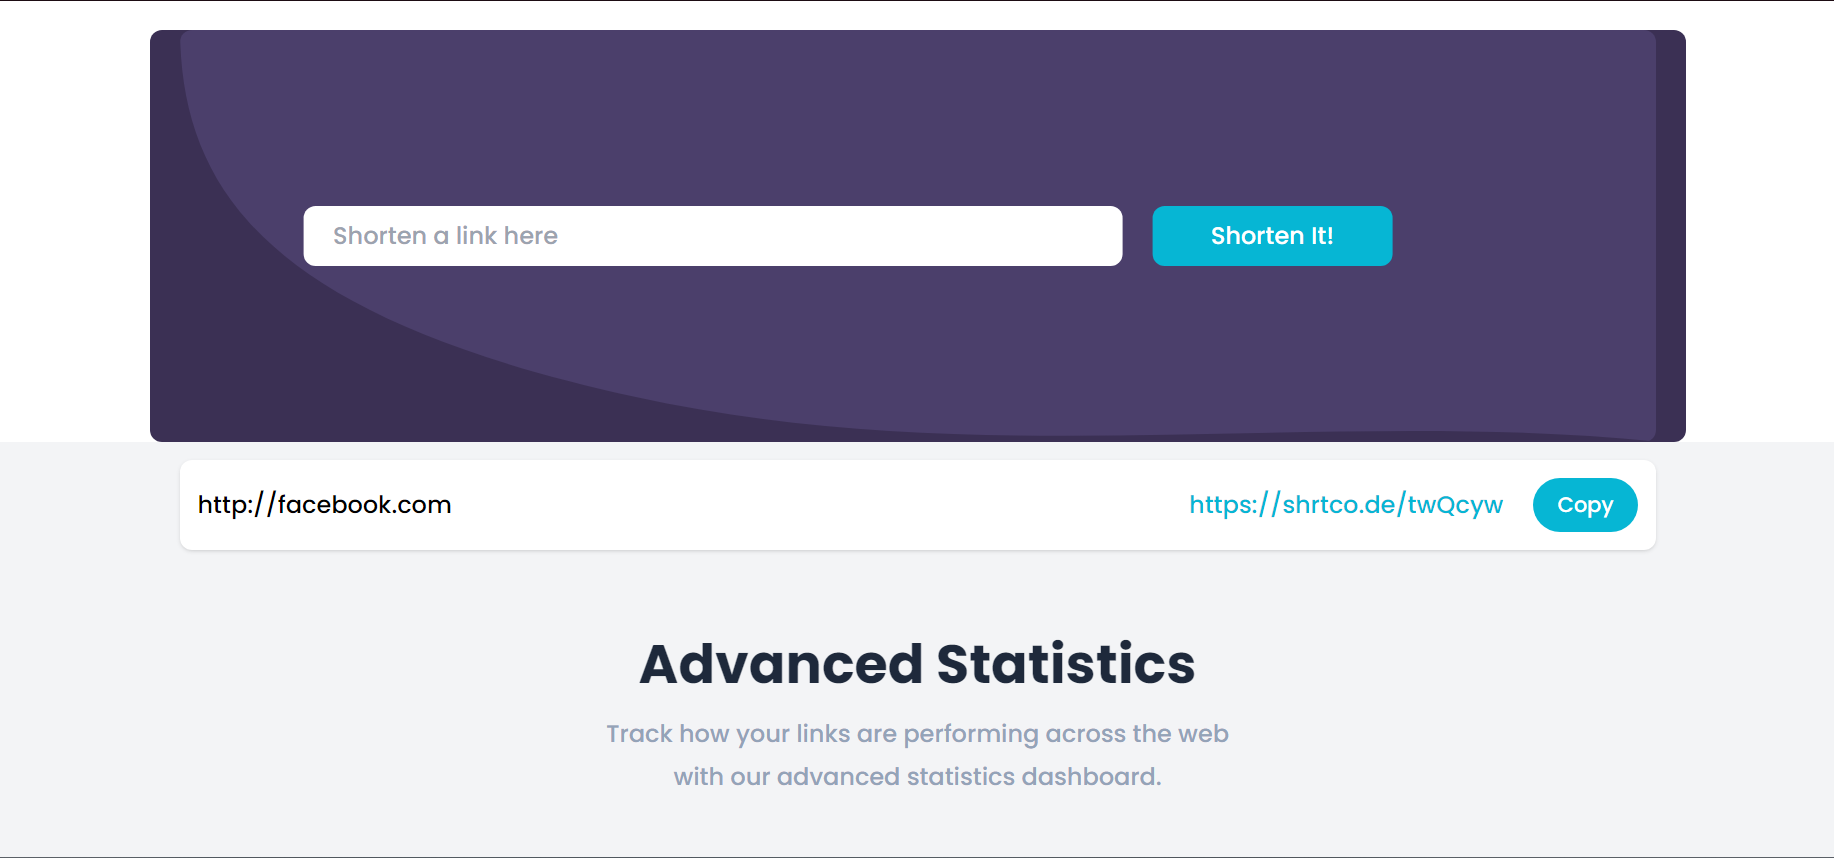 Shorten a link here
Shorten It!
http://facebook.com
https://shrtco.de/twQcyw
Copy
Advanced Statistics
Track how your links are performing across the web
with our advanced statistics dashboard.